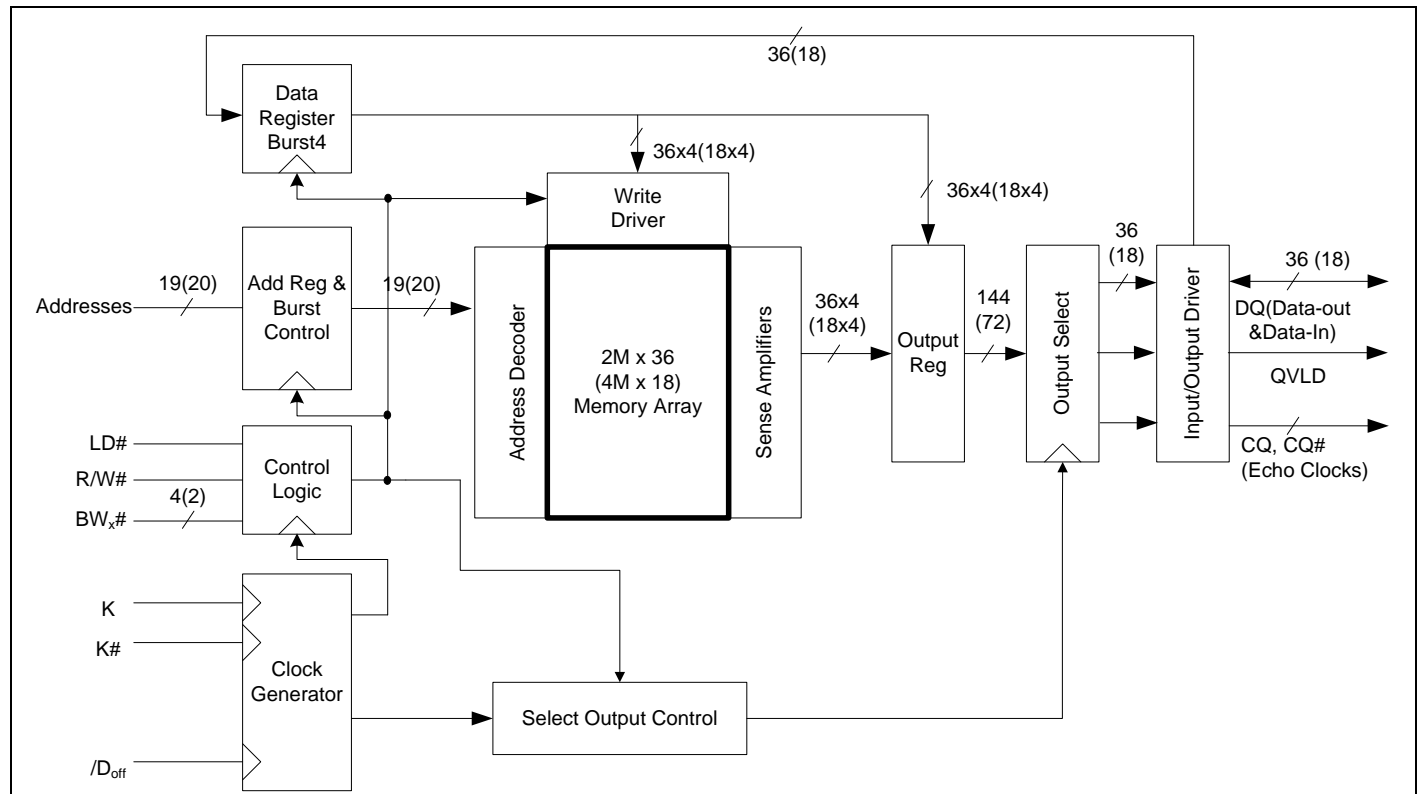 36(18)
Data
Register
Burst4
36x4(18x4)
Write
Driver
36x4(18x4)
Addresses
19(20)
Add Reg &
Burst
Control
19(20)
Address Decoder
2M x 36
(4M x 18)
Memory Array
Sense Amplifiers
36x4
(18x4)
Output
Reg
144
(72)
Output Select
36
(18)
Input/Output Driver
36 (18)
DQ(Data-out
&Data-In)
QVLD
CQ, CQ#
(Echo Clocks)
LD#
R/W#
BWx#
4(2)
Control
Logic
K
K#
/Doff
Clock
Generator
Select Output Control